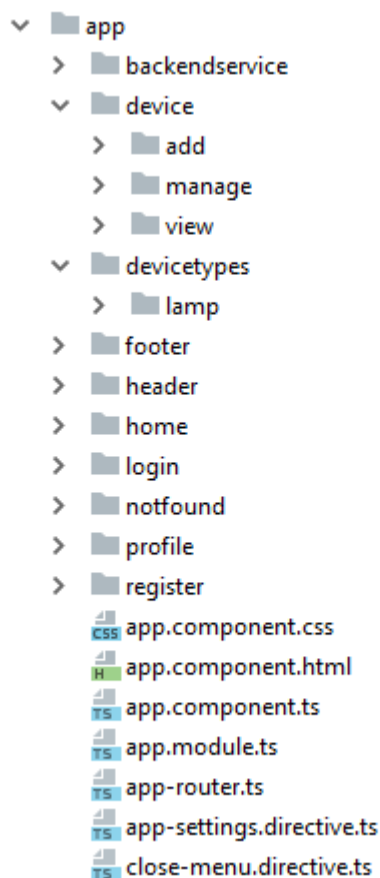 app
backendservice
device
add
manage
view
devicetypes
lamp
footer
header
home
login
notfound
profile
register
CSS app.component.css
H app.component.html
TS app.component.ts
TS app.module.ts
TS app-router.ts
TS app-settings.directive.ts
TS close-menu.directive.ts